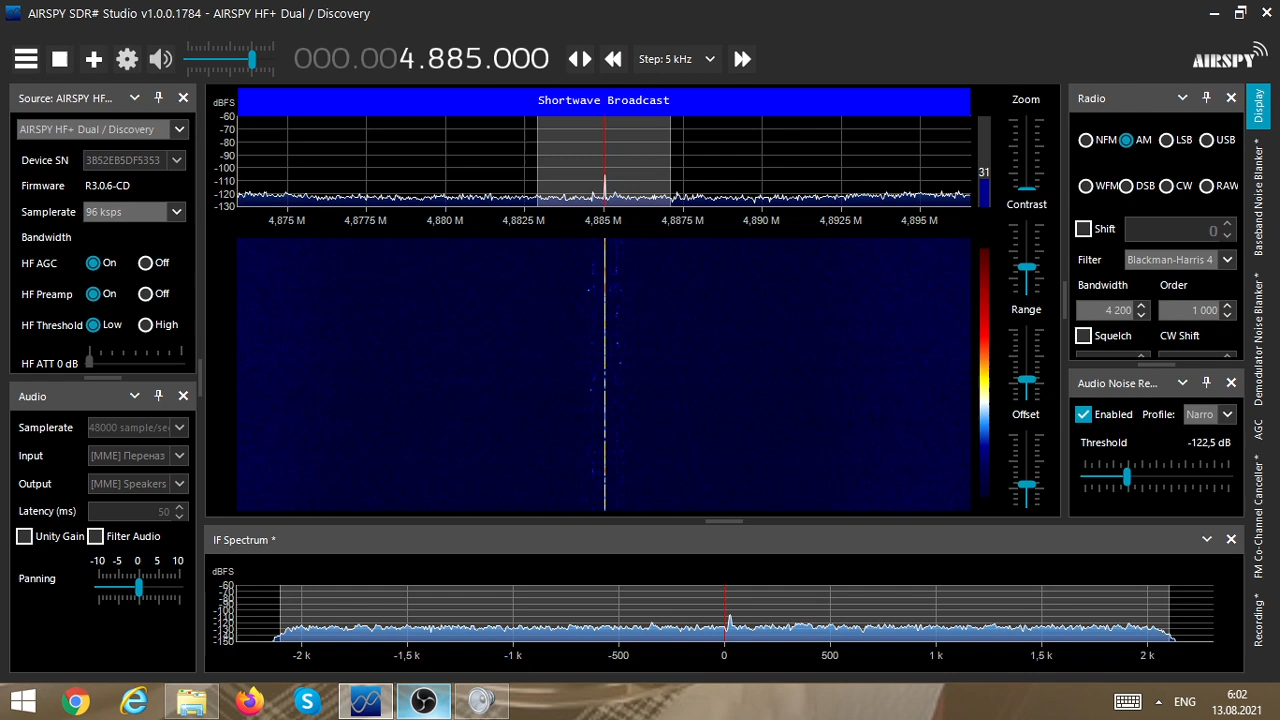 AIRSPY SDR# Studio v1.0.0.1784 - AIRSPY HF+ Dual / Discovery
000.004.885.000
Step: 5 kHz
AIRSPY
Source: AIRSPY HF...
AIRSPY HF+ Dual / Discovery
Device SN
3B52EB5DF5553
Firmware
R3.0.6-CD
Samplerate
96 ksps
Bandwidth
HF AGC
On
Off
HF Preamp
On
Off
HF Threshold
Low
High
HF ATT 0 dB
Audio
Samplerate
48000 sample/sec
Input
[MME] Переназ
Output
[MME] Speakers
Latency (ms)
50
Unity Gain
Filter Audio
-10 -5 0 5 10
Panning
dBFS
Shortwave Broadcast
-60
-70
-80
-90
-100
-110
-120
-130
31
4,875 M 4,8775 M 4,880 M 4,8825 M 4,885 M 4,8875 M 4,890 M 4,8925 M 4,895 M
Zoom
Contrast
Range
Offset
IF Spectrum *
dBFS
-60
-2 k -1,5 k -1 k -500 0 500 1 k 1,5 k 2 k
Radio
NFM
AM
LSB
USB
WFM
DSB
CW
RAW
Shift
0
Filter
Blackman-Harris 4
Bandwidth
Order
4 200
1 000
Squelch
CW Shift
Audio Noise Re...
Enabled
Profile:
Narro
Threshold
-122,5 dB
Display
Baseband Noise Blanker *
Demodulator Noise Blanker *
AGC
FM Co-Channel Canceller *
Recording *
ENG
6:02
13.08.2021